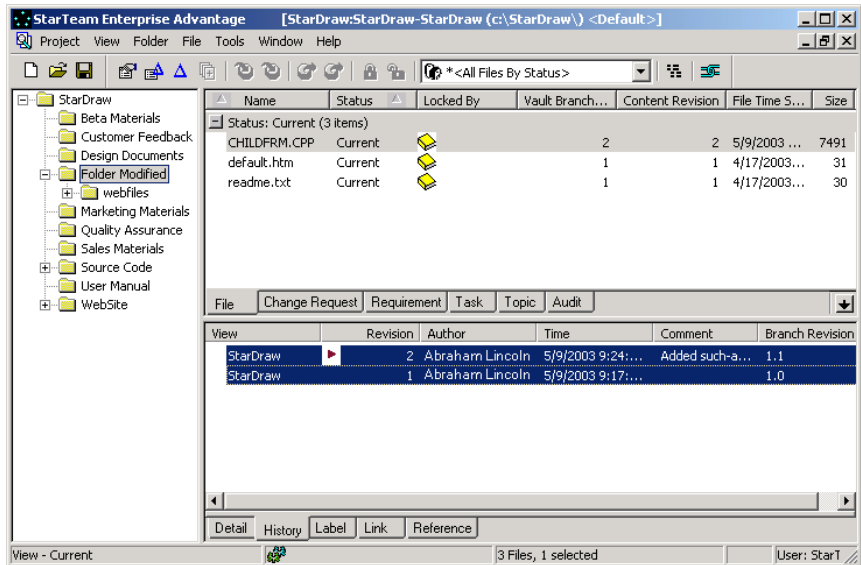 StarTeam Enterprise Advantage [StarDraw:StarDraw-StarDraw (c:\StarDraw\) <Default>]
Project View Folder File Tools Window Help
*<All Files By Status>
StarDraw
Beta Materials
Customer Feedback
Design Documents
Folder Modified
webfiles
Marketing Materials
Quality Assurance
Sales Materials
Source Code
User Manual
WebSite
Name Status Locked By Vault Branch... Content Revision File Time S... Size
Status: Current (3 items)
CHILDFRM.CPP Current 2 2 5/9/2003 ... 7491
default.htm Current 1 1 4/17/2003... 31
readme.txt Current 1 1 4/17/2003... 30
File Change Request Requirement Task Topic Audit
View Revision Author Time Comment Branch Revision
StarDraw 2 Abraham Lincoln 5/9/2003 9:24:... Added such-a... 1.1
StarDraw 1 Abraham Lincoln 5/9/2003 9:17:... 1.0
Detail History Label Link Reference
View - Current 3 Files, 1 selected User: StarT